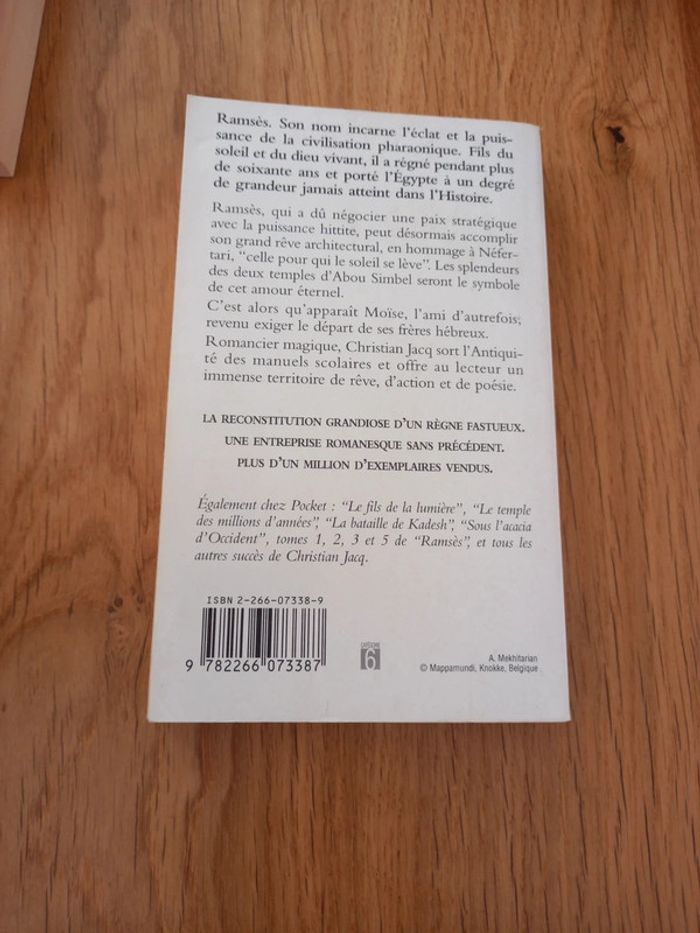 Ramsès. Son nom incarne l'éclat et la puis-
sance de la civilisation pharaonique. Fils du
soleil et du dieu vivant, il a régné pendant plus
de soixante ans et porté l'Égypte à un degré
de grandeur jamais atteint dans l'Histoire.
Ramsès, qui a dû négocier une paix stratégique
avec la puissance hittite, peut désormais accomplir
son grand rêve architectural, en hommage à Néfer-
tari, "celle pour qui le soleil se lève". Les splendeurs
des deux temples d'Abou Simbel seront le symbole
de cet amour éternel.
C'est alors qu'apparaît Moïse, l'ami d'autrefois,
revenu exiger le départ de ses frères hébreux.
Romancier magique, Christian Jacq sort l'Antiqui-
té des manuels scolaires et offre au lecteur un
immense territoire de rêve, d'action et de poésie.
LA RECONSTITUTION GRANDIOSE D'UN RÈGNE FASTUEUX.
UNE ENTREPRISE ROMANESQUE SANS PRÉCÉDENT.
PLUS D'UN MILLION D'EXEMPLAIRES VENDUS.
Également chez Pocket : "Le fils de la lumière", "Le temple
des millions d'années", "La bataille de Kadesh", "Sous l'acacia
d'Occident", tomes 1, 2, 3 et 5 de "Ramsès", et tous les
autres succès de Christian Jacq.
ISBN 2-266-07338-9
9 782266 073387
CATÉGORIE
6
A. Mekhitarian
© Mappamundi, Knokke, Belgique